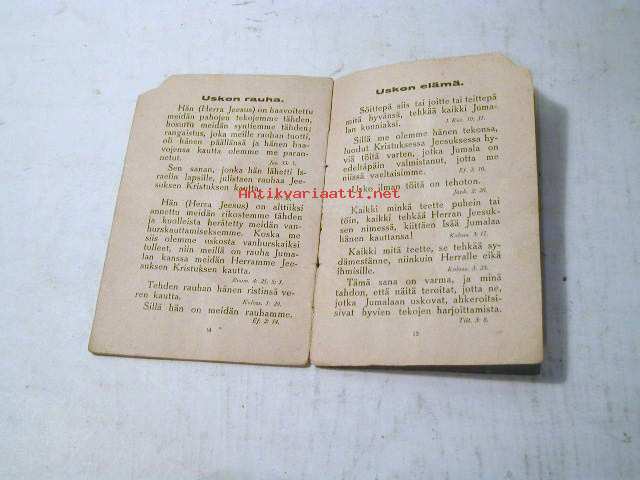 Uskon rauha.
Hän (Herra Jeesus) on haavoitettu
meidän pahojen tekojemme tähden,
hosuttu meidän syntiemme tähden;
rangaistus, joka meille rauhan tuotti,
oli hänen päällänsä ja hänen haa-
vojensa kautta olemme me paran-
netut.
Sen sanan, jonka hän lähetti Is-
raelin lapsille, julistaen rauhaa Jee-
suksen Kristuksen kautta.
Hän (Herra Jeesus) on alttiiksi
annettu meidän rikostemme tähden
ja kuolleista herätetty meidän van-
hurskauttamiseksemme. Koska me
siis olemme uskosta vanhurskaiksi
tulleet, niin meillä on rauha Juma-
lan kanssa meidän Herramme Jee-
suksen Kristuksen kautta.
Room. 4: 25; 5: 1.
Tehden rauhan hänen ristinsä ve-
ren kautta.
Koloss. 1: 20.
Sillä hän on meidän rauhamme.
Ef. 2: 14.
14
Uskon elämä.
Söittepä siis tai joitte tai teittepä
mitä hyvänsä, tehkää kaikki Juma-
lan kunniaksi.
1 Kor. 10: 31.
Sillä me olemme hänen tekonsa,
luodut Kristuksessa Jeesuksessa hy-
viä töitä varten, jotka Jumala on
edeltäpäin valmistanut, jotta me
niissä vaeltaisimme.
Ef. 2: 10.
Usko ilman töitä on tehoton.
Jaak. 2: 20.
Kaikki minkä teette puhein tai
töin, kaikki tehkää Herran Jeesuk-
sen nimessä, kiittäen Isää Jumalaa
hänen kauttansa!
Koloss. 3: 17.
Kaikki mitä teette, se tehkää sy-
dämestänne, niinkuin Herralle eikä
ihmisille.
Koloss. 3: 23.
Tämä sana on varma, ja minä
tahdon, että näitä teroitat, jotta ne,
jotka Jumalaan uskovat, ahkeroitsi-
sivat hyvien tekojen harjoittamista.
Tiit. 3: 8.
15
Antikvariaatti.net